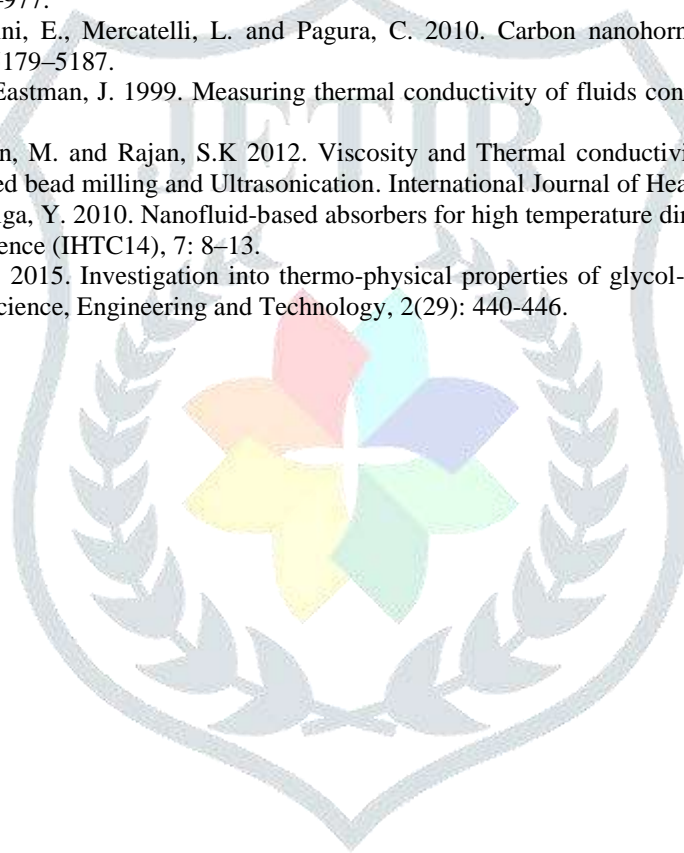 977.
ni, E., Mercatelli, L. and Pagura, C. 2010. Carbon nanohorn
179–5187.
Eastman, J. 1999. Measuring thermal conductivity of fluids con
n, M. and Rajan, S.K 2012. Viscosity and Thermal conductivi
ed bead milling and Ultrasonication. International Journal of Hea
iga, Y. 2010. Nanofluid-based absorbers for high temperature di
ence (IHTC14), 7: 8–13.
2015. Investigation into thermo-physical properties of glycol-
cience, Engineering and Technology, 2(29): 440-446.
JETIR